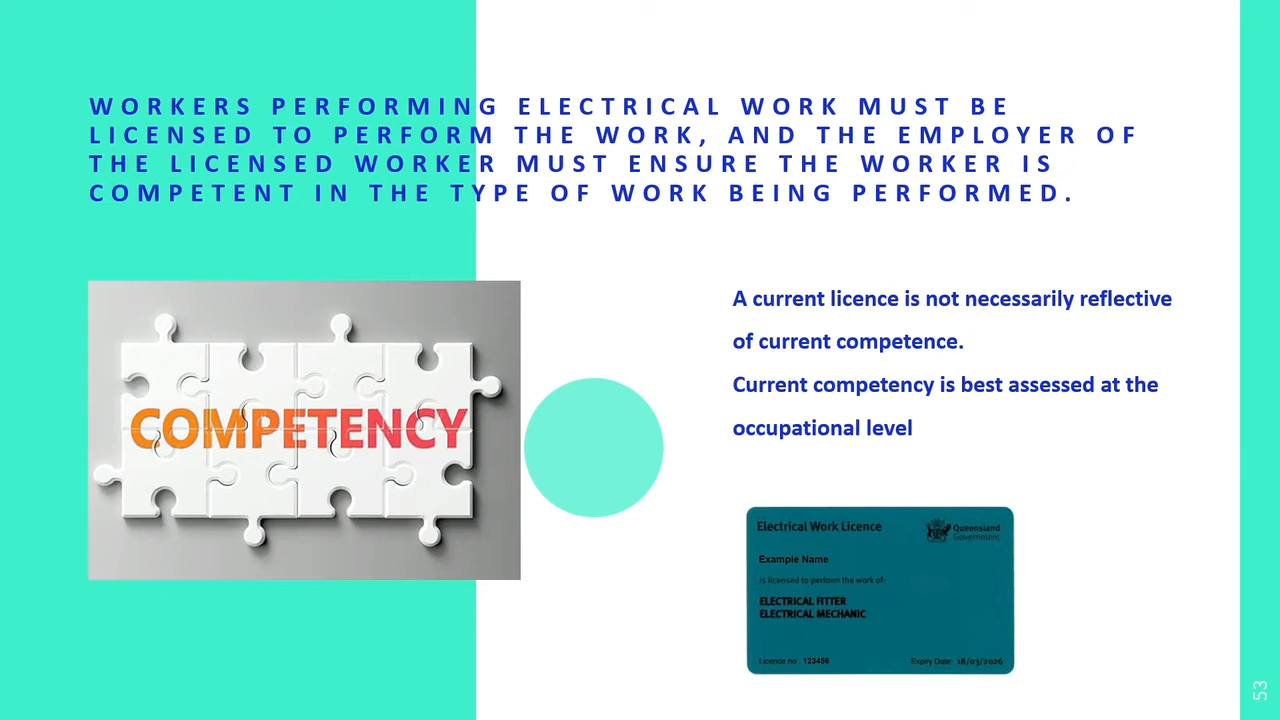 WORKERS PERFORMING ELECTRICAL WORK MUST BE
LICENSED TO PERFORM THE WORK, AND THE EMPLOYER OF
THE LICENSED WORKER MUST ENSURE THE WORKER IS
COMPETENT IN THE TYPE OF WORK BEING PERFORMED.
COMPETENCY
A current licence is not necessarily reflective
of current competence.
Current competency is best assessed at the
occupational level
Electrical Work Licence
Queensland
Government
Example Name
is licensed to perform the work of:
ELECTRICAL FITTER
ELECTRICAL MECHANIC
Licence no: 123456
Expiry Date: 18/03/2026
53